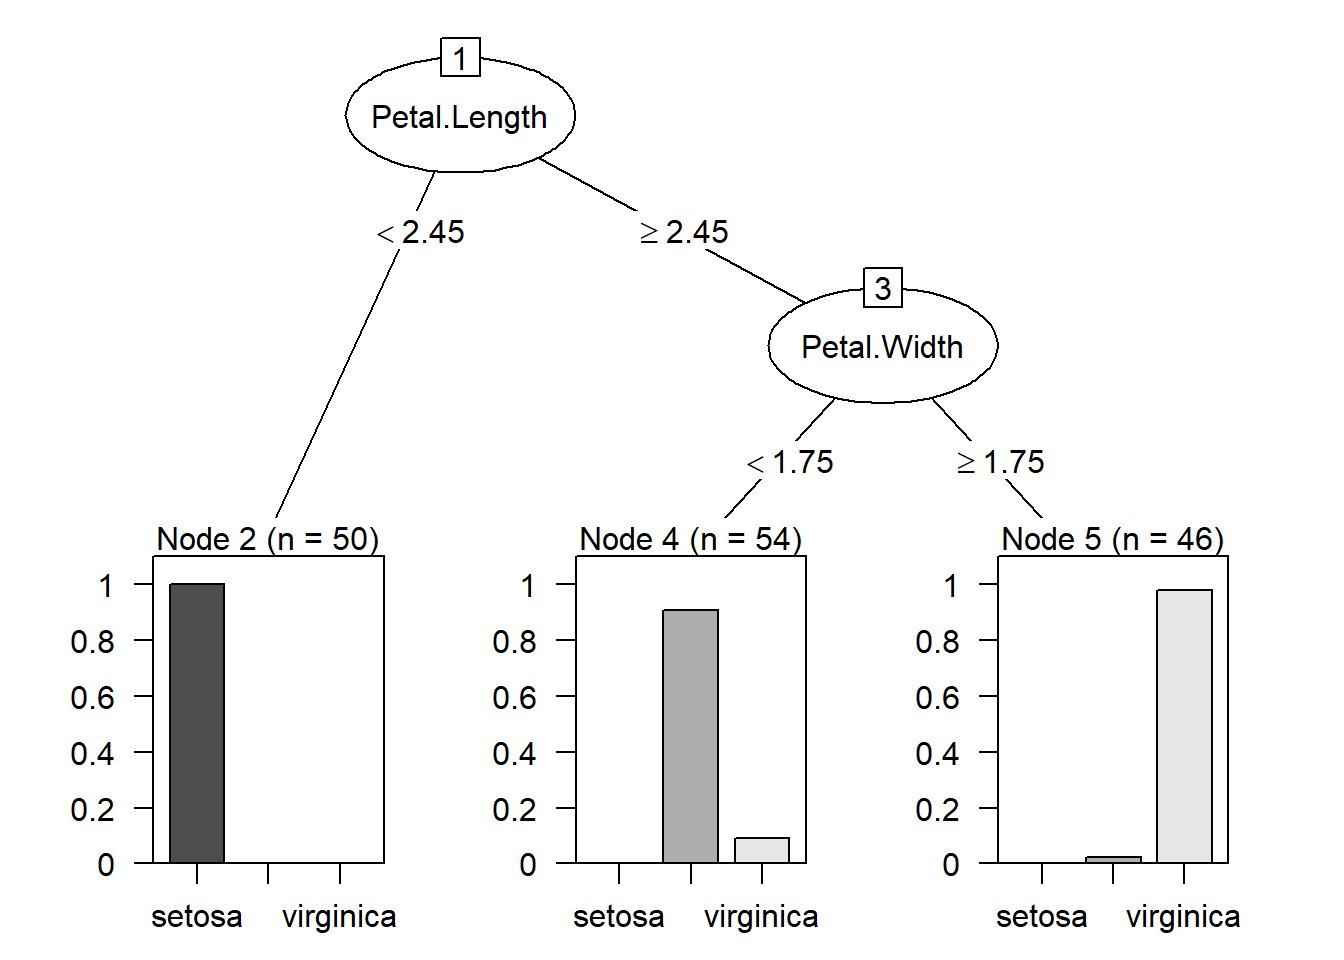 1
Petal.Length
< 2.45
≥ 2.45
3
Petal.Width
< 1.75
≥ 1.75
Node 2 (n = 50)
1
0.8
0.6
0.4
0.2
0
setosa
virginica
Node 4 (n = 54)
1
0.8
0.6
0.4
0.2
0
setosa
virginica
Node 5 (n = 46)
1
0.8
0.6
0.4
0.2
0
setosa
virginica